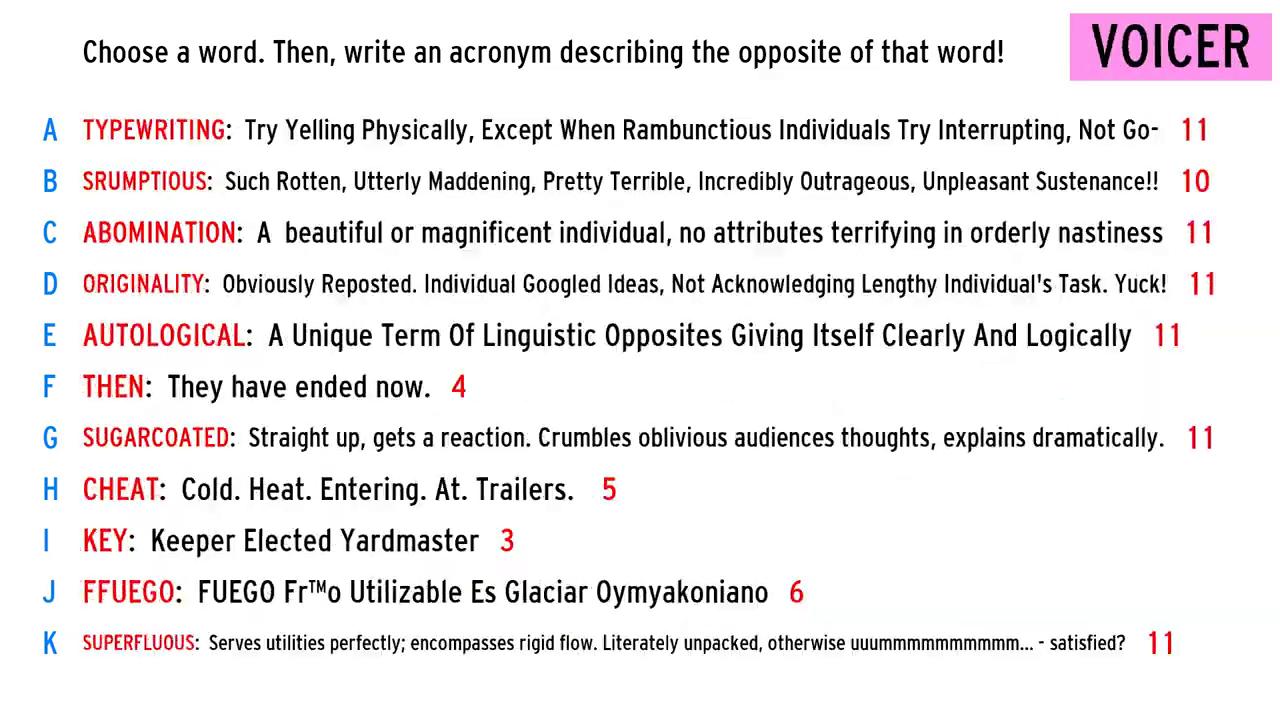 Choose a word. Then, write an acronym describing the opposite of that word!
VOICER
A TYPEWRITING: Try Yelling Physically, Except When Rambunctious Individuals Try Interrupting, Not Go- 11
B SRUMPTIOUS: Such Rotten, Utterly Maddening, Pretty Terrible, Incredibly Outrageous, Unpleasant Sustenance!! 10
C ABOMINATION: A beautiful or magnificent individual, no attributes terrifying in orderly nastiness 11
D ORIGINALITY: Obviously Reposted. Individual Googled Ideas, Not Acknowledging Lengthy Individual's Task. Yuck! 11
E AUTOLOGICAL: A Unique Term Of Linguistic Opposites Giving Itself Clearly And Logically 11
F THEN: They have ended now. 4
G SUGARCOATED: Straight up, gets a reaction. Crumbles oblivious audiences thoughts, explains dramatically. 11
H CHEAT: Cold. Heat. Entering. At. Trailers. 5
I KEY: Keeper Elected Yardmaster 3
J FFUEGO: FUEGO Fr™o Utilizable Es Glaciar Oymyakoniano 6
K SUPERFLUOUS: Serves utilities perfectly; encompasses rigid flow. Literately unpacked, otherwise uuummmmmmmmmm... - satisfied? 11